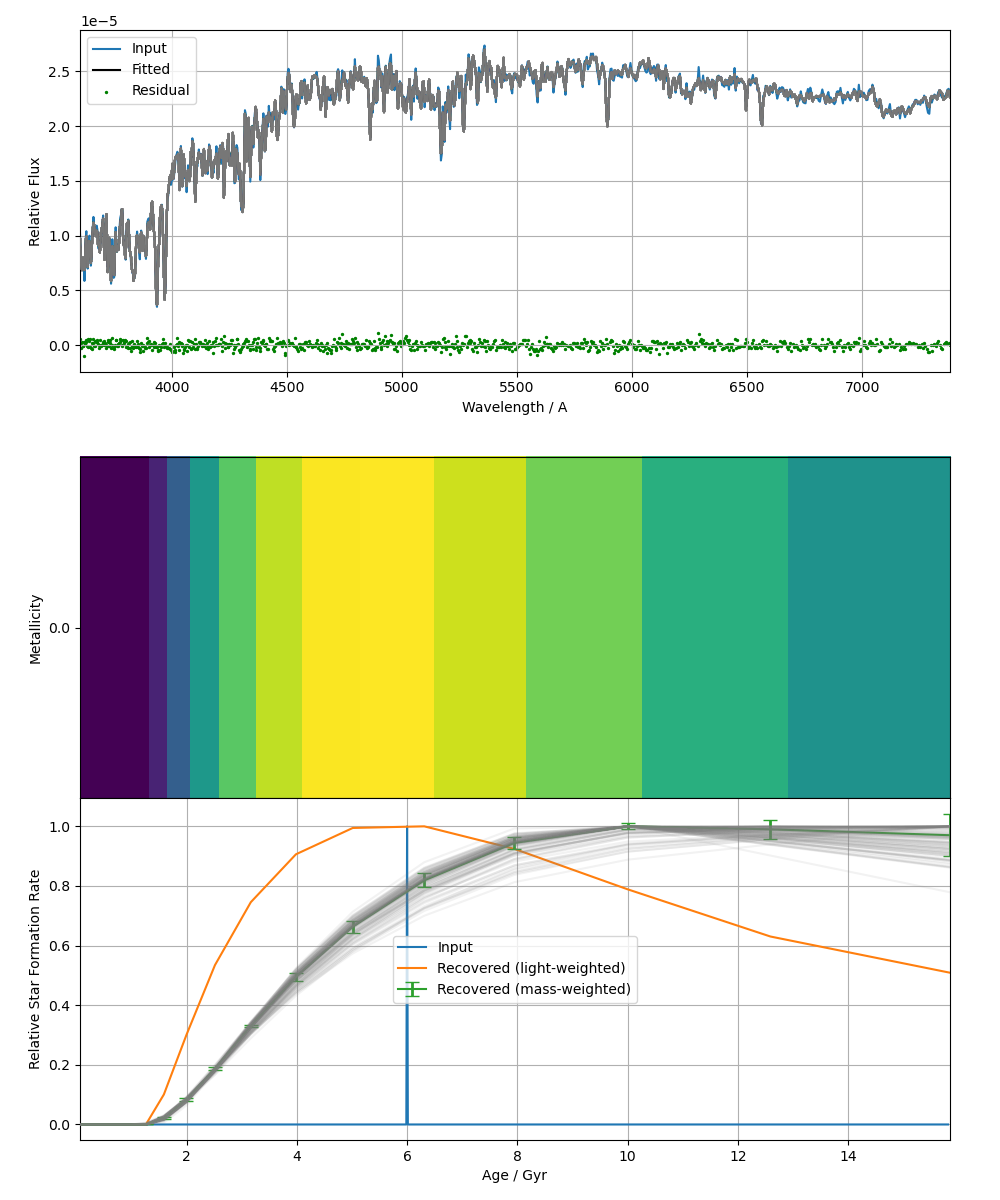 1e−5
Input
Fitted
Residual
2.5
2.0
1.5
1.0
0.5
0.0
Relative Flux
4000 4500 5000 5500 6000 6500 7000
Wavelength / A
Metallicity
0.0
1.0
0.8
0.6
0.4
0.2
0.0
Relative Star Formation Rate
Input
Recovered (light-weighted)
Recovered (mass-weighted)
2 4 6 8 10 12 14
Age / Gyr